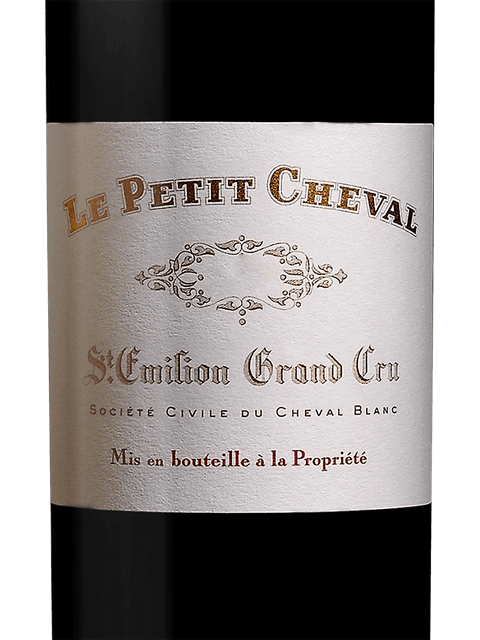 LE PETIT CHEVAL
St. Emilion Grand Cru
SOCIÉTÉ CIVILE DU CHEVAL BLANC
Mis en bouteille à la Propriété